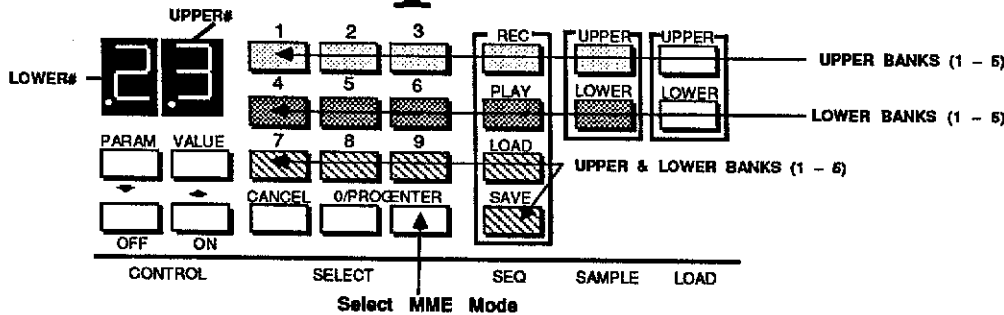 UPPER#
1 2 3 REC UPPER UPPER
UPPER BANKS (1 – 5)
LOWER# 2.3
4 5 6 PLAY LOWER LOWER
LOWER BANKS (1 – 5)
PARAM VALUE 7 8 9 LOAD
UPPER & LOWER BANKS (1 – 5)
CANCEL 0/PROG ENTER SAVE
OFF ON
CONTROL SELECT SEQ SAMPLE LOAD
Select MME Mode